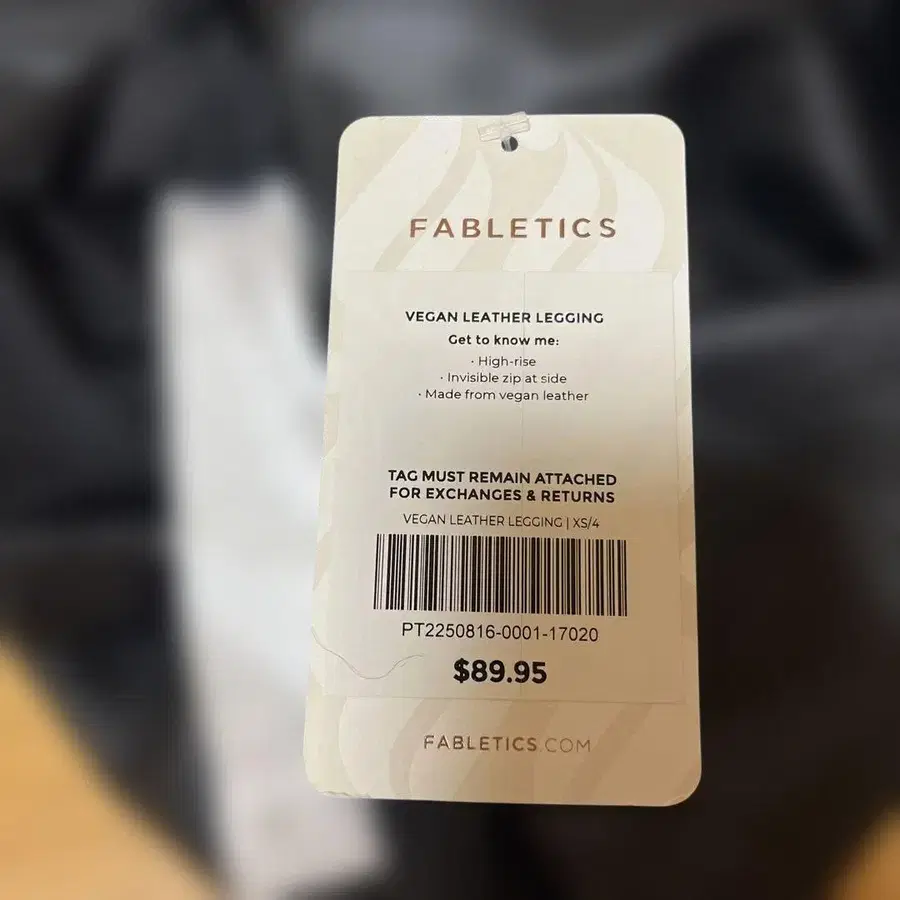 FABLETICS
VEGAN LEATHER LEGGING
Get to know me:
· High-rise
· Invisible zip at side
· Made from vegan leather
TAG MUST REMAIN ATTACHED
FOR EXCHANGES & RETURNS
VEGAN LEATHER LEGGING | XS/4
PT2250816-0001-17020
$89.95
FABLETICS.COM